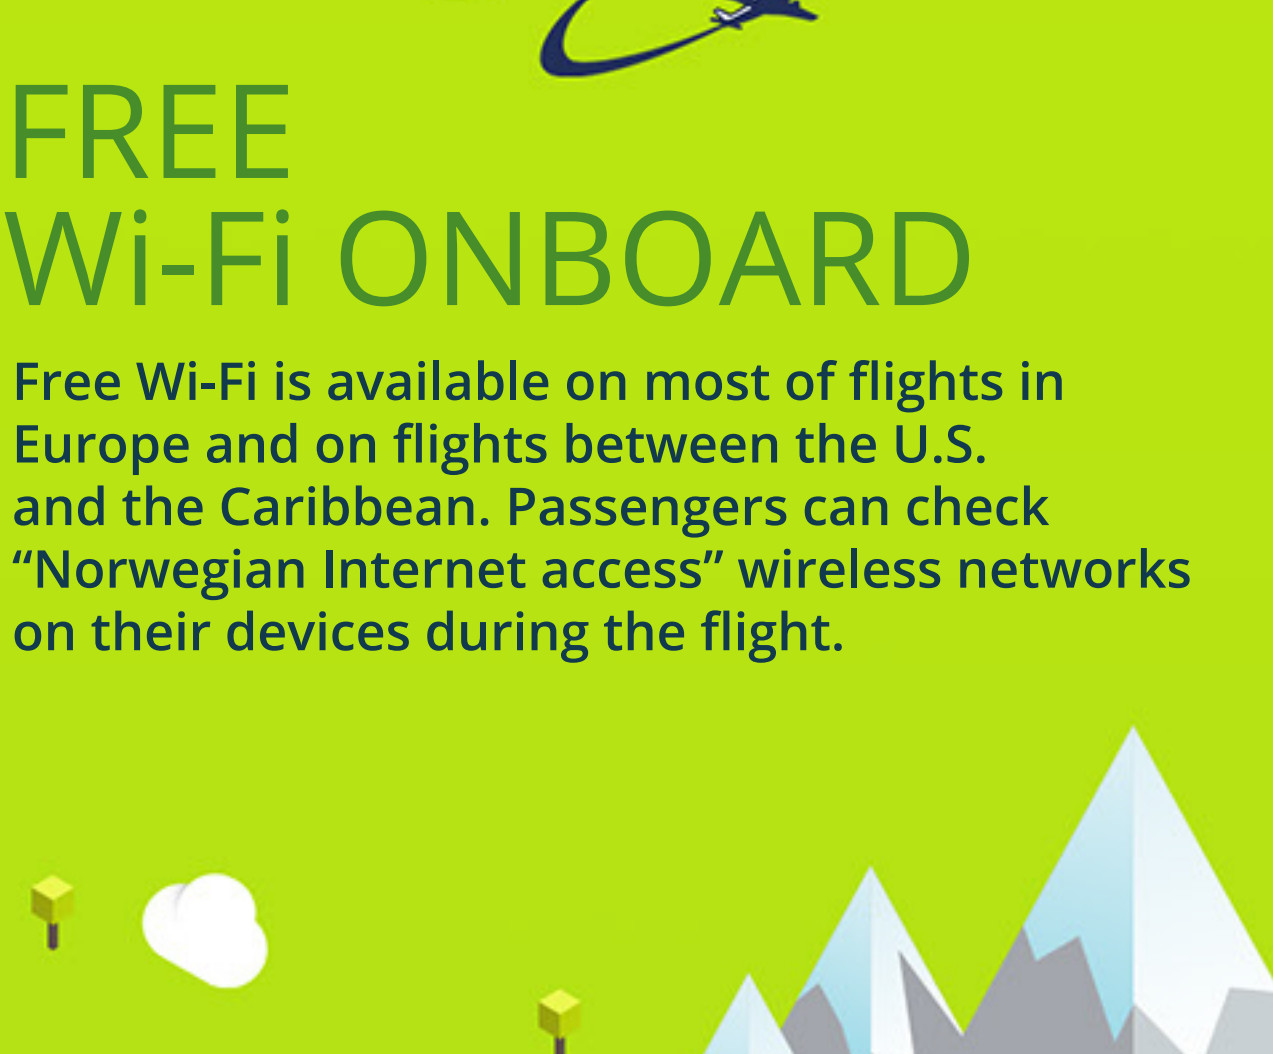 FREE
Wi-Fi ONBOARD
Free Wi-Fi is available on most of flights in
Europe and on flights between the U.S.
and the Caribbean. Passengers can check
“Norwegian Internet access” wireless networks
on their devices during the flight.